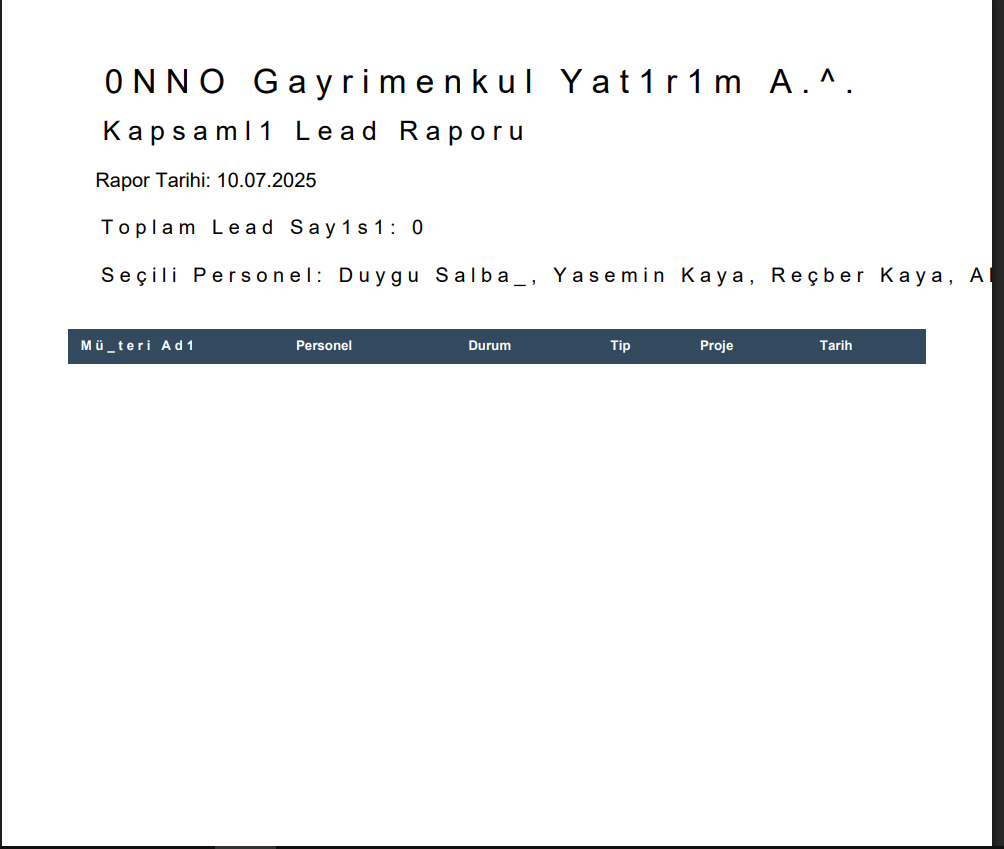 0NNO Gayrimenkul Yat1r1m A.^.
Kapsaml1 Lead Raporu
Rapor Tarihi: 10.07.2025
Toplam Lead Say1s1: 0
Seçili Personel: Duygu Salba_, Yasemin Kaya, Reçber Kaya,
Mü_teri Ad1 Personel Durum Tip Proje Tarih